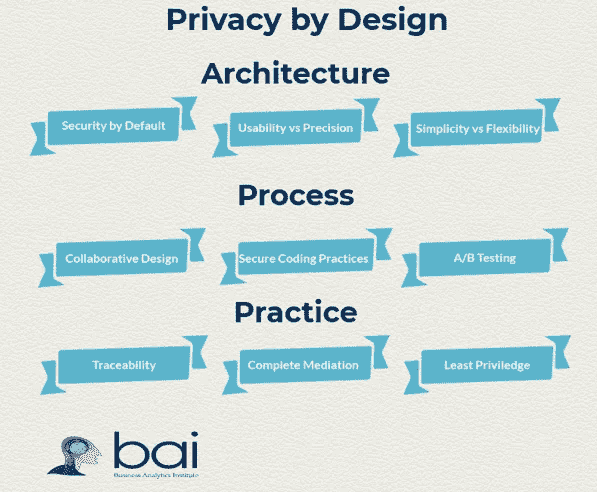 Privacy by Design
Architecture
Security by Default
Usability vs Precision
Simplicity vs Flexibility
Process
Collaborative Design
Secure Coding Practices
A/B Testing
Practice
Traceability
Complete Mediation
Least Priviledge
bai
Business Analytics Institute